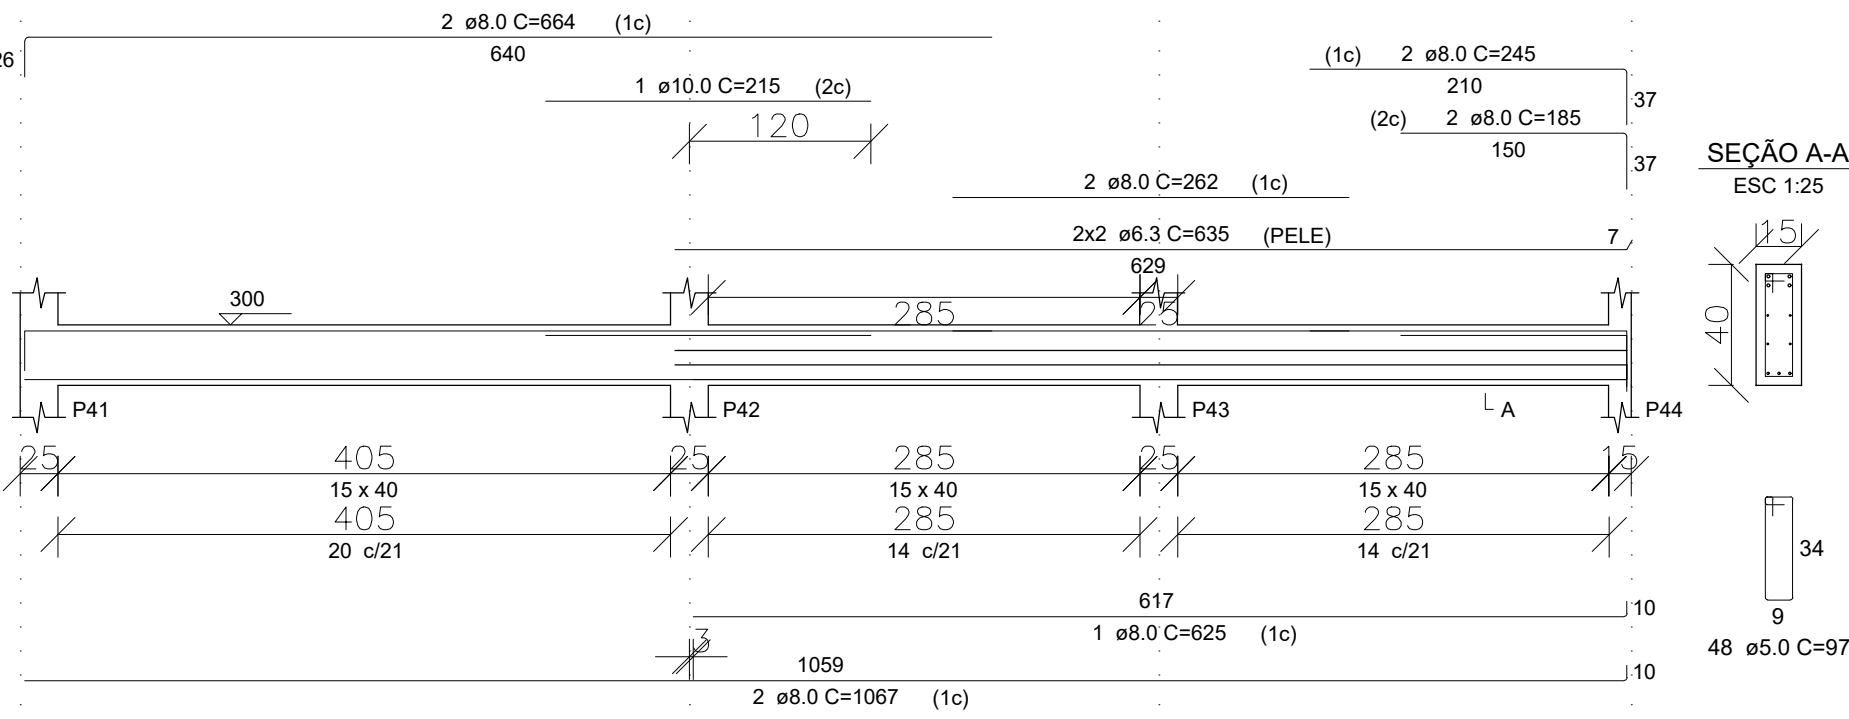 2 ø8.0 C=664 (1c)
26
640
(1c) 2 ø8.0 C=245
210
37
1 ø10.0 C=215 (2c)
120
(2c) 2 ø8.0 C=185
150
37
SEÇÃO A-A
ESC 1:25
2 ø8.0 C=262 (1c)
2x2 ø6.3 C=635 (PELE)
7
629
15
300
285 25
40
P41 P42 P43 A P44
25 405 25 285 25 285 15
15 x 40 15 x 40 15 x 40
405 285 285
20 c/21 14 c/21 14 c/21
34
9
48 ø5.0 C=97
617
10
1 ø8.0 C=625 (1c)
3
1059
10
2 ø8.0 C=1067 (1c)